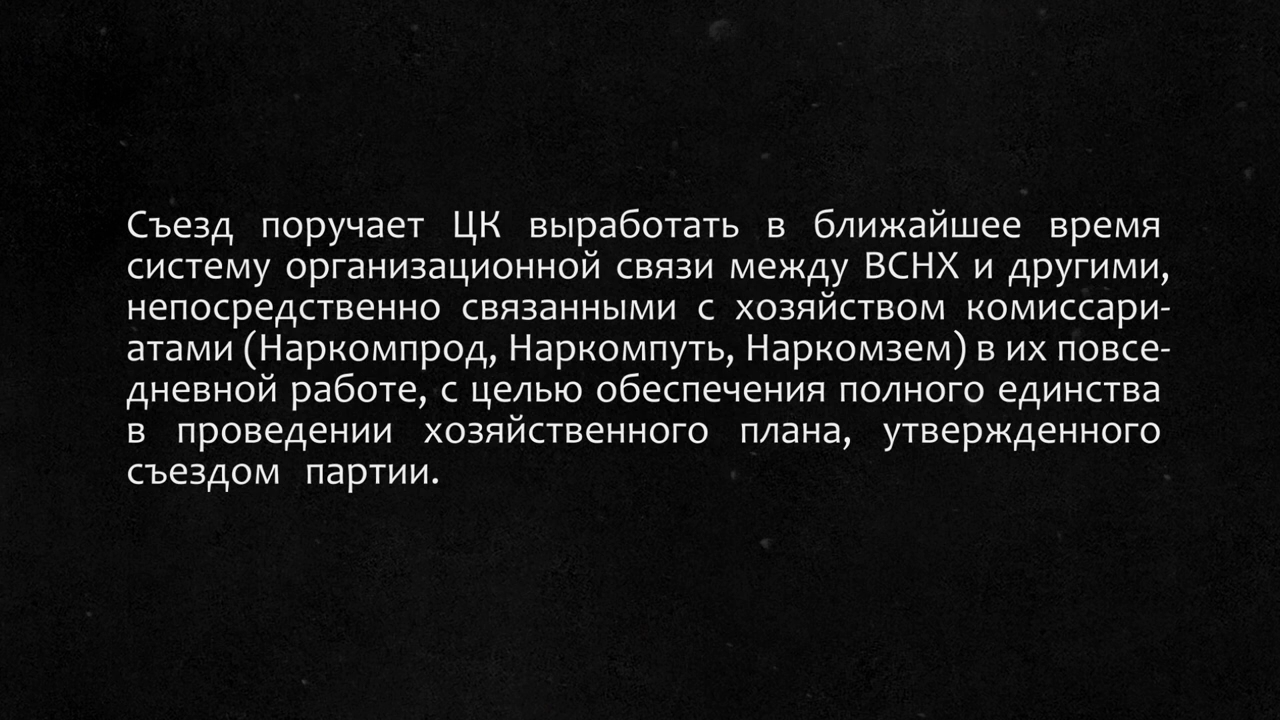 Съезд поручает ЦК выработать в ближайшее время
систему организационной связи между ВСНХ и другими,
непосредственно связанными с хозяйством комиссари-
атами (Наркомпрод, Наркомпуть, Наркомзем) в их повсе-
дневной работе, с целью обеспечения полного единства
в проведении хозяйственного плана, утвержденного
съездом партии.